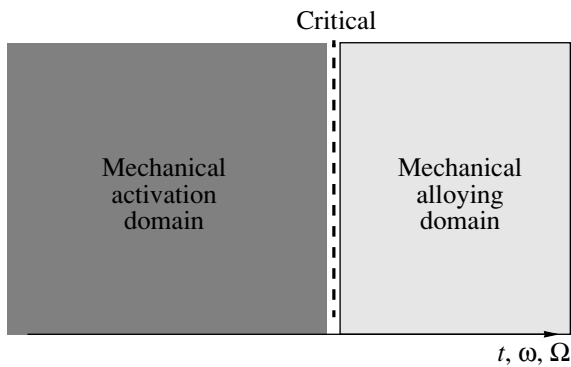 Critical
Mechanical
activation
domain
Mechanical
alloying
domain
t, ω, Ω